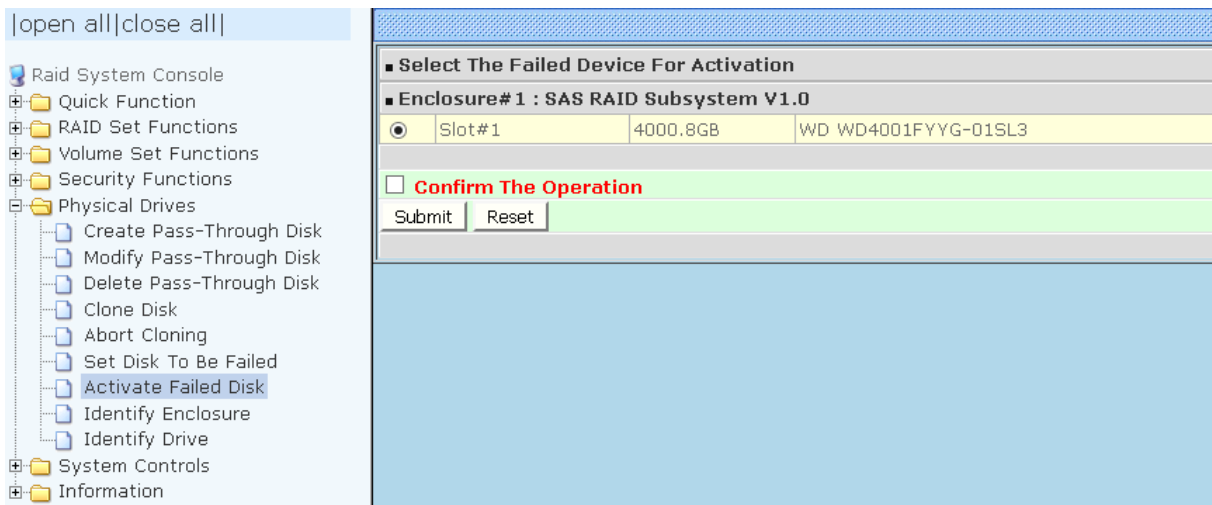 |open all|close all|
Raid System Console
Quick Function
RAID Set Functions
Volume Set Functions
Security Functions
Physical Drives
Create Pass-Through Disk
Modify Pass-Through Disk
Delete Pass-Through Disk
Clone Disk
Abort Cloning
Set Disk To Be Failed
Activate Failed Disk
Identify Enclosure
Identify Drive
System Controls
Information
Select The Failed Device For Activation
Enclosure#1 : SAS RAID Subsystem V1.0
Slot#1 4000.8GB WD WD4001FYYG-01SL3
Confirm The Operation
Submit Reset